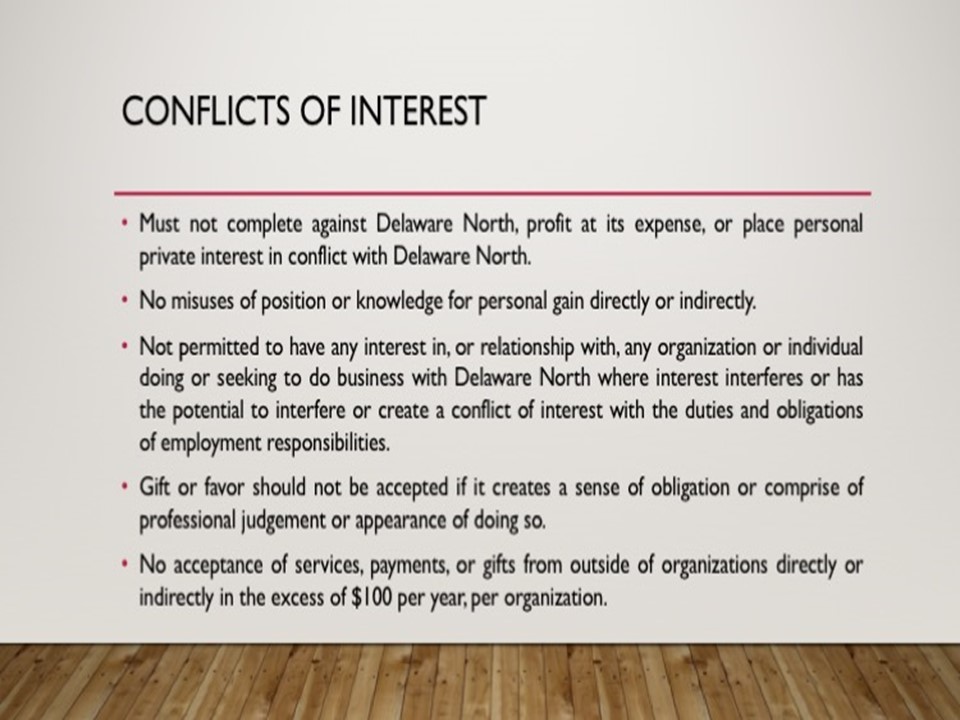 CONFLICTS OF INTEREST
• Must not complete against Delaware North, profit at its expense, or place personal
private interest in conflict with Delaware North.
• No misuses of position or knowledge for personal gain directly or indirectly.
• Not permitted to have any interest in, or relationship with, any organization or individual
doing or seeking to do business with Delaware North where interest interferes or has
the potential to interfere or create a conflict of interest with the duties and obligations
of employment responsibilities.
• Gift or favor should not be accepted if it creates a sense of obligation or comprise of
professional judgement or appearance of doing so.
• No acceptance of services, payments, or gifts from outside of organizations directly or
indirectly in the excess of $100 per year, per organization.